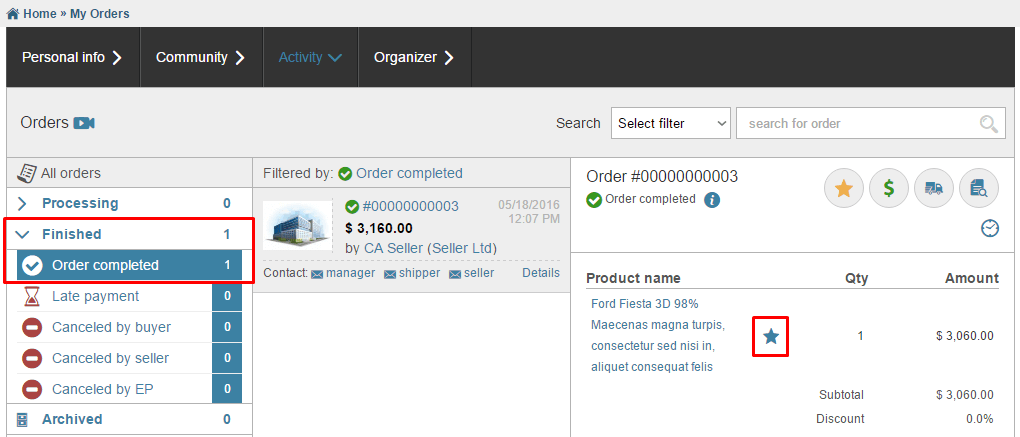 Home » My Orders
Personal info
Community
Activity
Organizer
Orders
Search
Select filter
search for order
All orders
Processing 0
Finished 1
Order completed 1
Late payment 0
Canceled by buyer 0
Canceled by seller 0
Canceled by EP 0
Archived 0
Filtered by: Order completed
#00000000003 05/18/2016
12:07 PM
$ 3,160.00
by CA Seller (Seller Ltd)
Contact: manager shipper seller Details
Order #00000000003
Order completed
Product name Qty Amount
Ford Fiesta 3D 98%
Maecenas magna turpis,
consectetur sed nisi in,
aliquet consequat felis
1 $ 3,060.00
Subtotal $ 3,060.00
Discount 0.0%